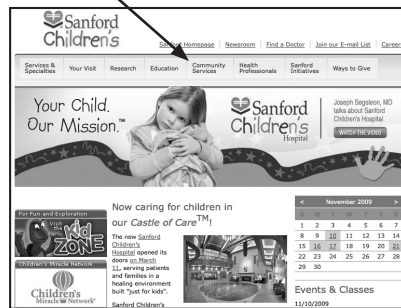 Sanford
Children's
Sanford Homepage | Newsroom | Find a Doctor | Join our E-mail List | Career
Services & Specialties
Your Visit
Research
Education
Community Services
Health Professionals
Sanford Initiatives
Ways to Give
Your Child.
Our Mission.™
Sanford
Children's
Hospital
Joseph Segeleon, MD
talks about Sanford
Children's Hospital
WATCH THE VIDEO
For Fun and Exploration
Visit the Kid
ZONE
Children's Miracle Network
Children's
Miracle Network
Now caring for children in
our Castle of Care™!
The new Sanford
Children's
Hospital opened its
doors on March
11, serving patients
and families in a
healing environment
built "just for kids".
Sanford Children's
< November 2009 >
S M T W T F S
1 2 3 4 5 6 7
8 9 10 11 12 13 14
15 16 17 18 19 20 21
22 23 24 25 26 27 28
29 30
Events & Classes
11/10/2009